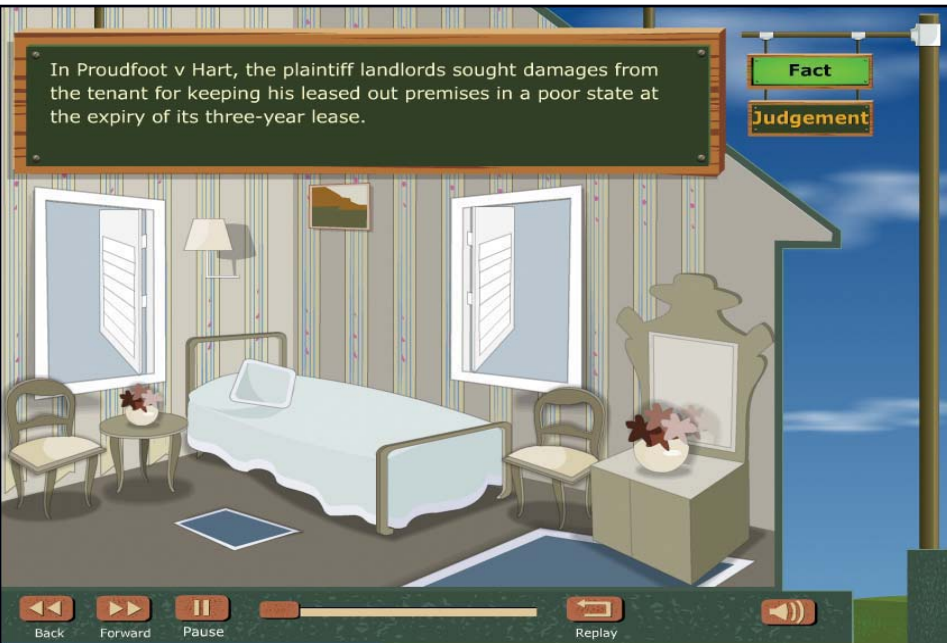 In Proudfoot v Hart, the plaintiff landlords sought damages from
the tenant for keeping his leased out premises in a poor state at
the expiry of its three-year lease.
Fact
Judgement
Back
Forward
Pause
Replay